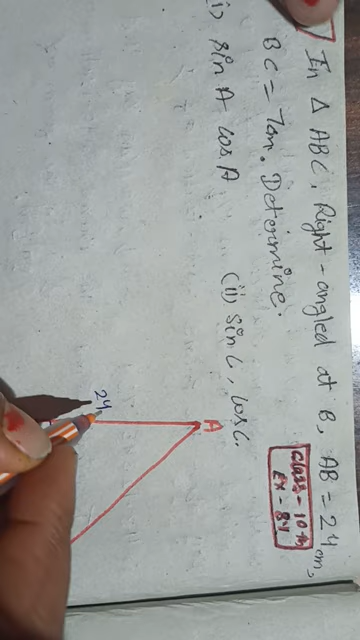 In Δ ABC, Right-angled at B, AB = 24 cm,
BC = 7cm. Determine.
(i) sin A cos A (ii) sin C, cos C.
Class - 10th
EX - 8.1
A
24